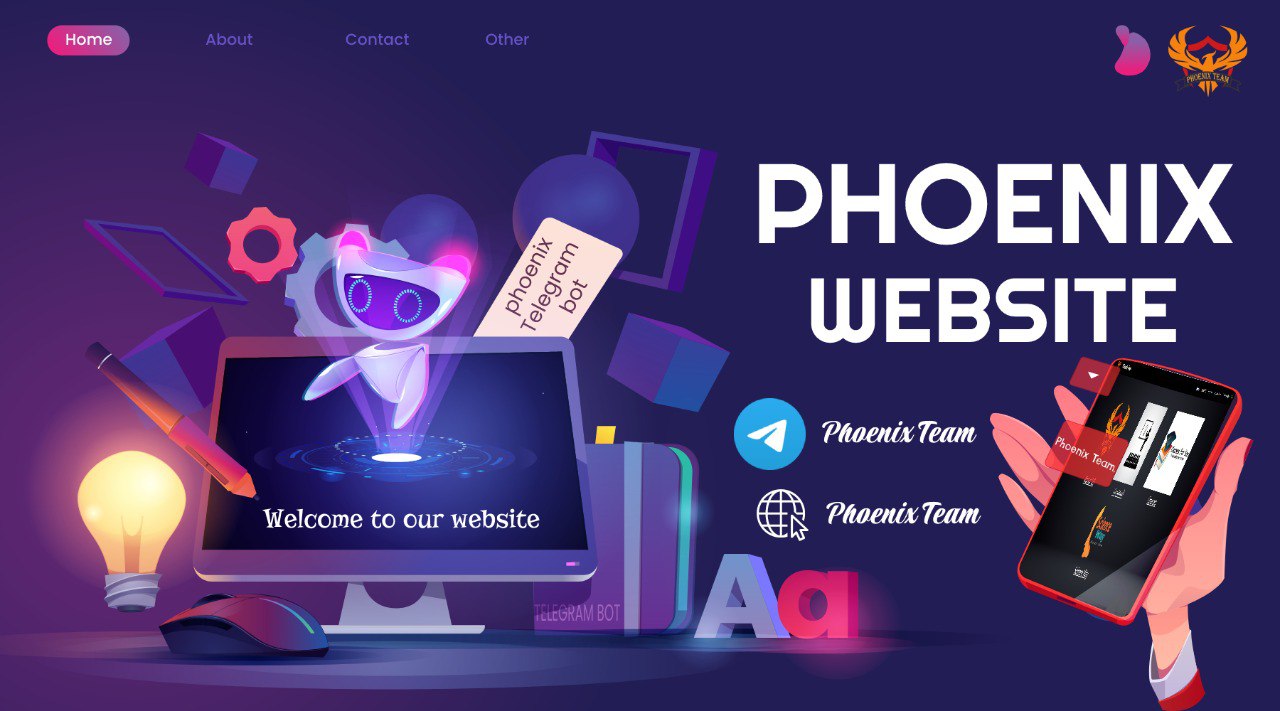 Home
About
Contact
Other
PHOENIX TEAM
PHOENIX
WEBSITE
phoenix
Telegram
bot
Phoenix Team
Phoenix Team
Phoenix Team
Welcome to our website
TELEGRAM BOT
Aa